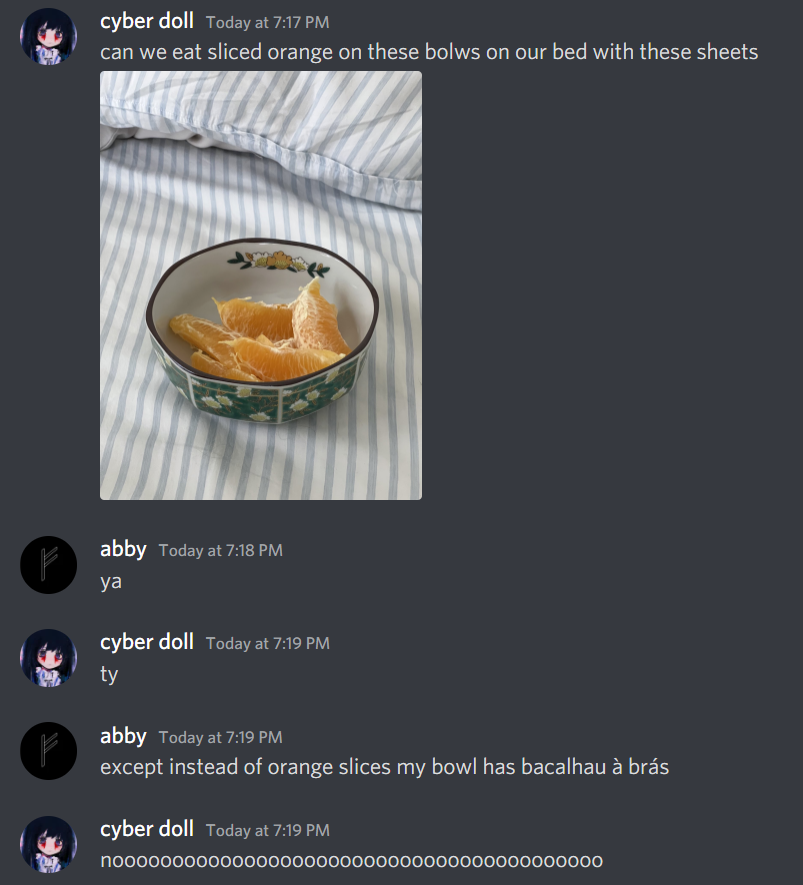 cyber doll Today at 7:17 PM
can we eat sliced orange on these bolws on our bed with these sheets
abby Today at 7:18 PM
ya
cyber doll Today at 7:19 PM
ty
abby Today at 7:19 PM
except instead of orange slices my bowl has bacalhau à brás
cyber doll Today at 7:19 PM
nooooooooooooooooooooooooooooooooooooooooo